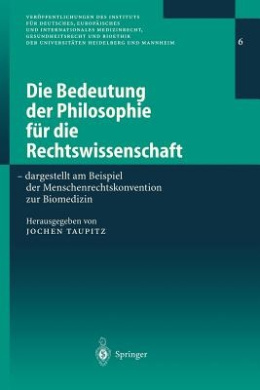 VERÖFFENTLICHUNGEN DES INSTITUTS
FÜR DEUTSCHES, EUROPÄISCHES
UND INTERNATIONALES MEDIZINRECHT,
GESUNDHEITSRECHT UND BIOETHIK
DER UNIVERSITÄTEN HEIDELBERG UND MANNHEIM
6
Die Bedeutung
der Philosophie
für die
Rechtswissenschaft
– dargestellt am Beispiel
der Menschenrechtskonvention
zur Biomedizin
Herausgegeben von
JOCHEN TAUPITZ
Springer